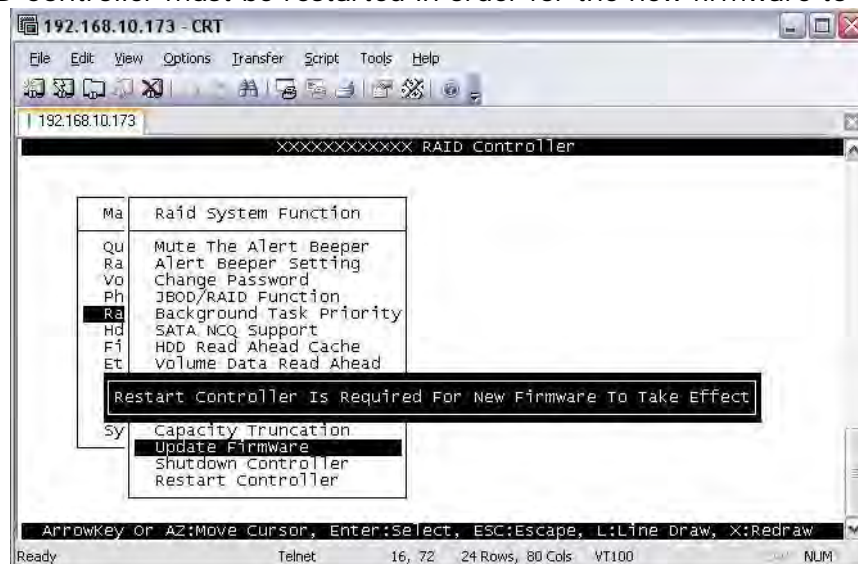 controller must be restarted in order for the new firmware to
192.168.10.173 - CRT
File Edit View Options Transfer Script Tools Help
192.168.10.173
XXXXXXXXXXXX RAID Controller
Ma
Raid System Function
Qu
Mute The Alert Beeper
Ra
Alert Beeper Setting
Vo
Change Password
Ph
JBOD/RAID Function
Ra
Background Task Priority
Hd
SATA NCQ Support
Fi
HDD Read Ahead Cache
Et
Volume Data Read Ahead
Restart Controller Is Required For New Firmware To Take Effect
Sy
Capacity Truncation
Update Firmware
Shutdown Controller
Restart Controller
ArrowKey Or AZ:Move Cursor, Enter:Select, ESC:Escape, L:Line Draw, X:Redraw
Ready Telnet 16, 72 24 Rows, 80 Cols VT100 NUM